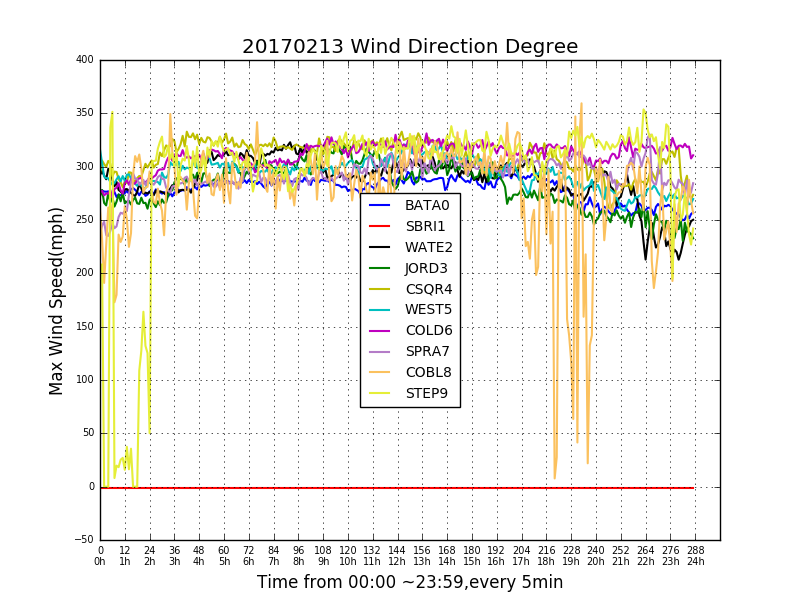 20170213 Wind Direction Degree
Max Wind Speed(mph)
400
350
300
250
200
150
100
50
0
−50
BATA0
SBRI1
WATE2
JORD3
CSQR4
WEST5
COLD6
SPRA7
COBL8
STEP9
0 12 24 36 48 60 72 84 96 108 120 132 144 156 168 180 192 204 216 228 240 252 264 276 288
0h 1h 2h 3h 4h 5h 6h 7h 8h 9h 10h 11h 12h 13h 14h 15h 16h 17h 18h 19h 20h 21h 22h 23h 24h
Time from 00:00 ~23:59,every 5min